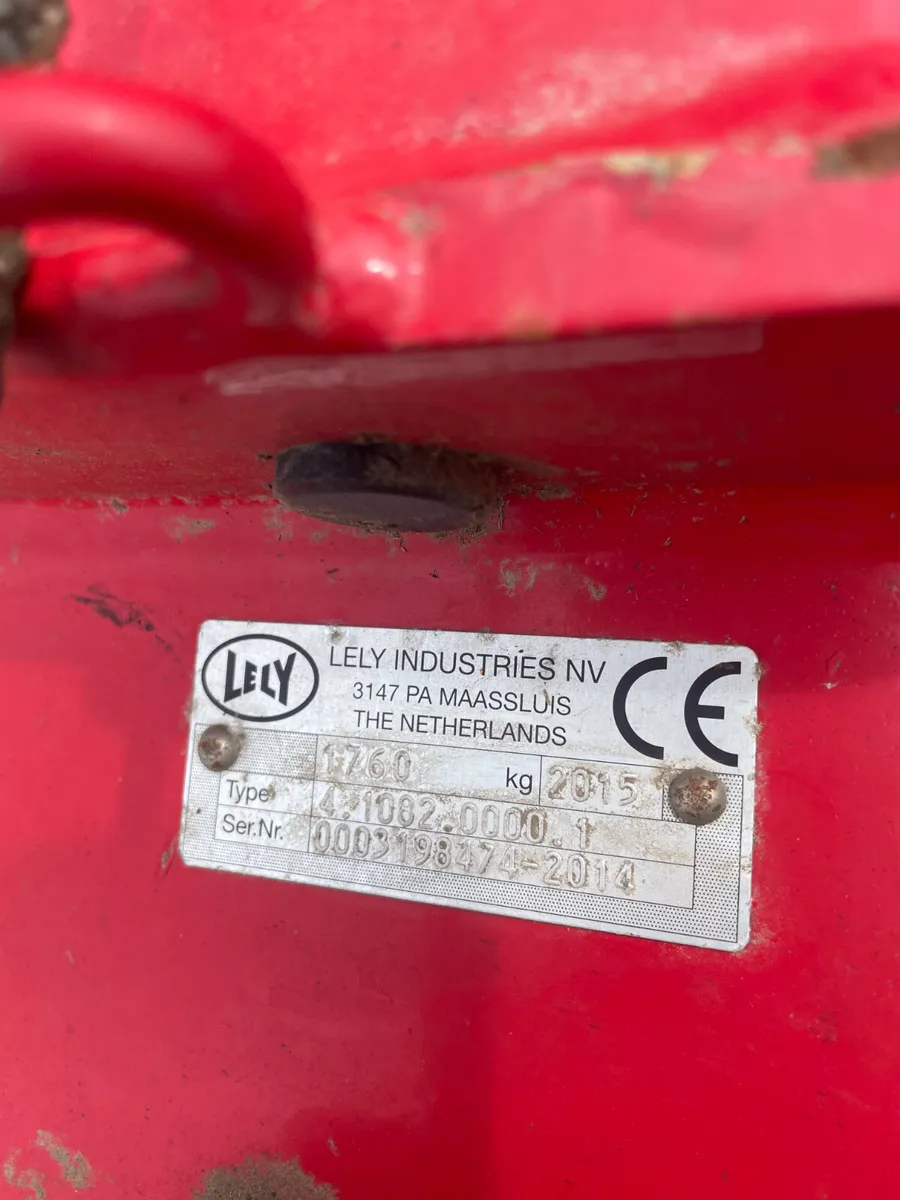 LELY
LELY INDUSTRIES NV
3147 PA MAASSLUIS
THE NETHERLANDS
CE
1760 kg 2015
Type 4.1082.0000.1
Ser.Nr. 0003198474-2014